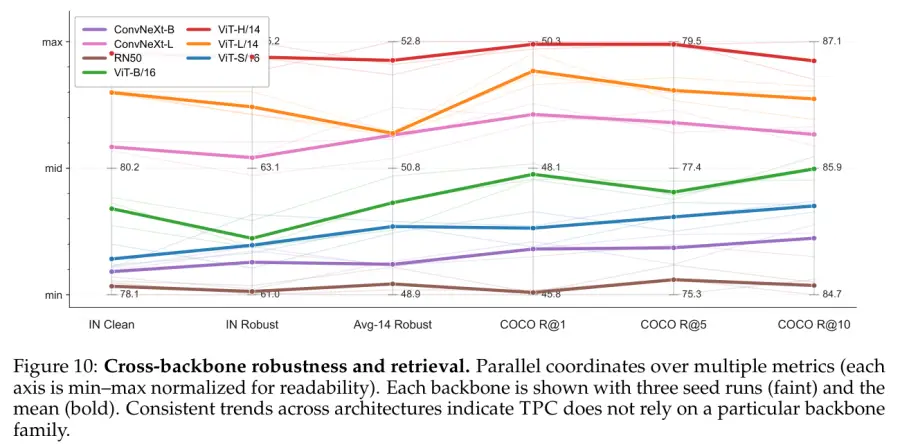 ConvNeXt-B
ConvNeXt-L
RN50
ViT-B/16
ViT-H/14
ViT-L/14
ViT-S/16
max
52.8
50.3
79.5
87.1
mid
80.2
63.1
50.8
48.1
77.4
85.9
min
78.1
61.0
48.9
45.8
75.3
84.7
IN Clean
IN Robust
Avg-14 Robust
COCO R@1
COCO R@5
COCO R@10
Figure 10: Cross-backbone robustness and retrieval. Parallel coordinates over multiple metrics (each
axis is min–max normalized for readability). Each backbone is shown with three seed runs (faint) and the
mean (bold). Consistent trends across architectures indicate TPC does not rely on a particular backbone
family.